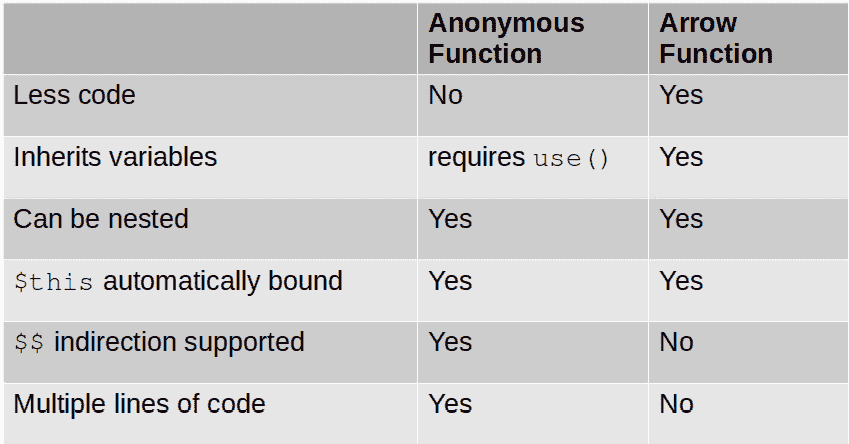 Anonymous Function Arrow Function
Less code No Yes
Inherits variables requires use() Yes
Can be nested Yes Yes
$this automatically bound Yes Yes
$$ indirection supported Yes No
Multiple lines of code Yes No